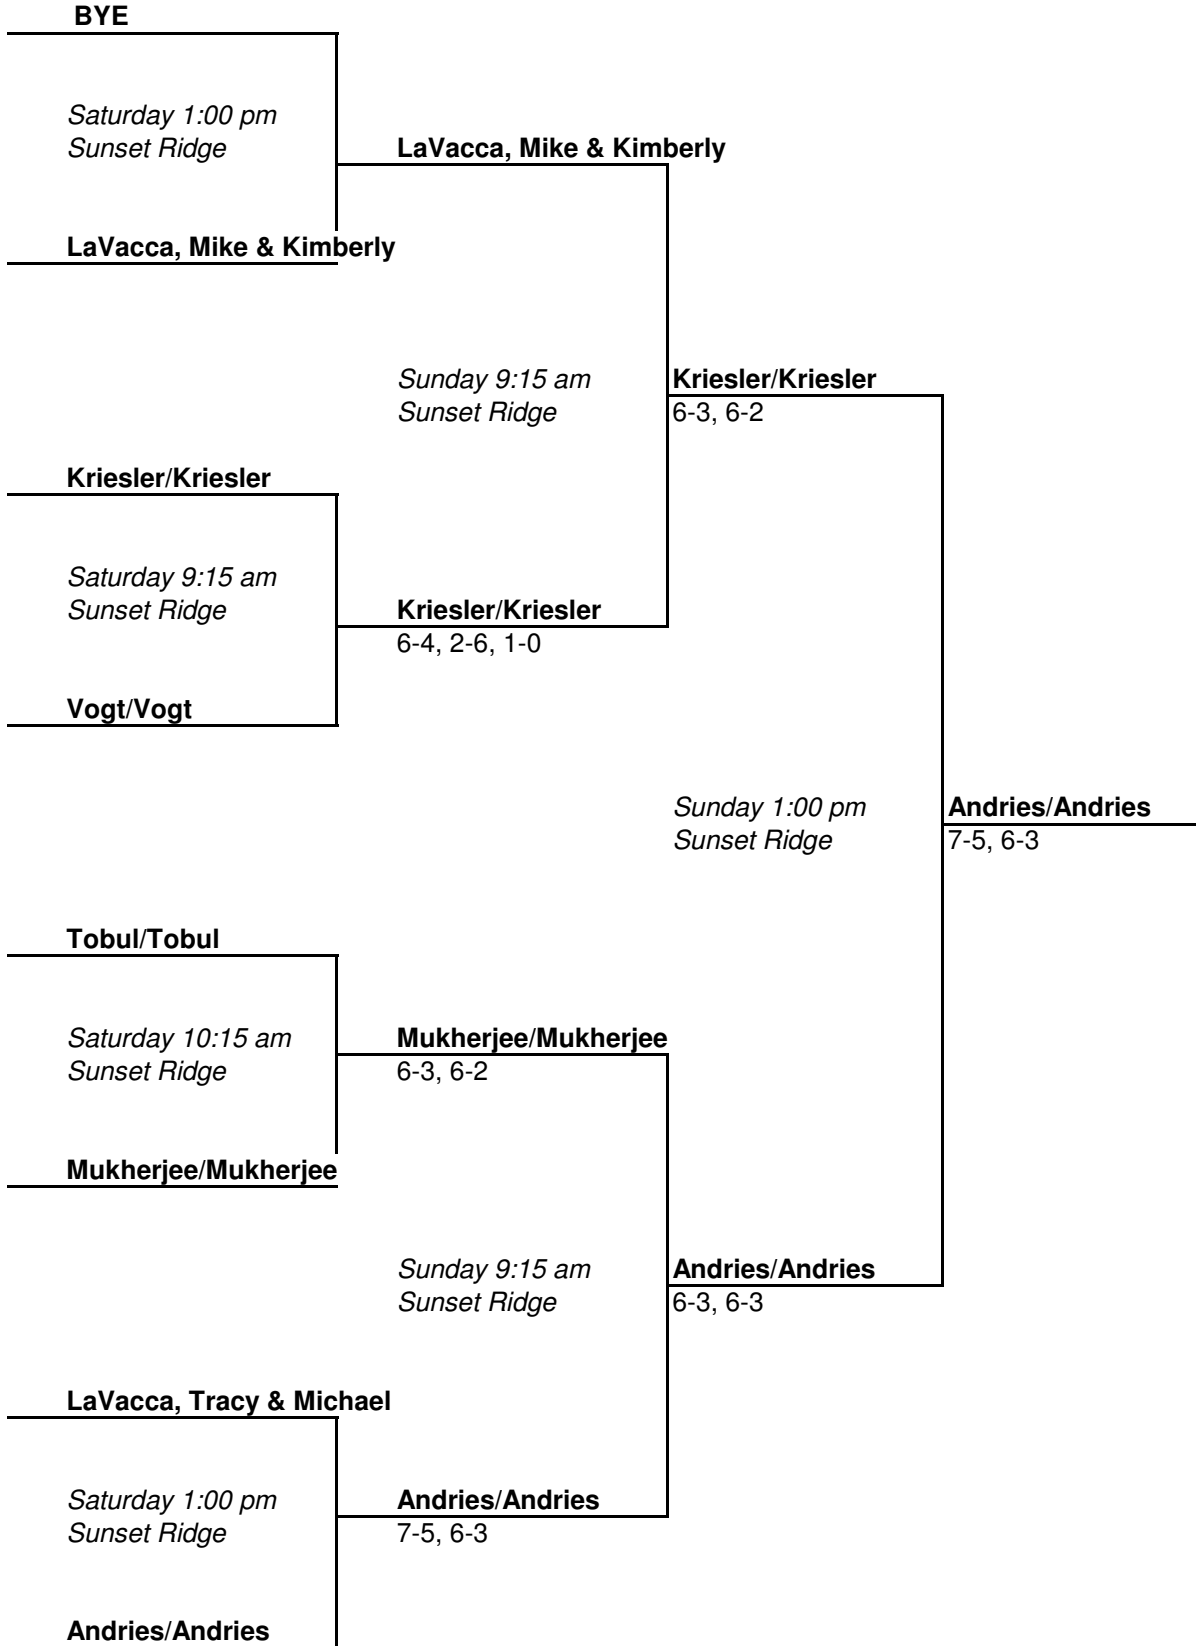 BYE
Saturday 1:00 pm
Sunset Ridge
LaVacca, Mike & Kimberly
LaVacca, Mike & Kimberly
Sunday 9:15 am
Sunset Ridge
Kriesler/Kriesler
6-3, 6-2
Kriesler/Kriesler
Saturday 9:15 am
Sunset Ridge
Kriesler/Kriesler
6-4, 2-6, 1-0
Vogt/Vogt
Sunday 1:00 pm
Sunset Ridge
Andries/Andries
7-5, 6-3
Tobul/Tobul
Saturday 10:15 am
Sunset Ridge
Mukherjee/Mukherjee
6-3, 6-2
Mukherjee/Mukherjee
Sunday 9:15 am
Sunset Ridge
Andries/Andries
6-3, 6-3
LaVacca, Tracy & Michael
Saturday 1:00 pm
Sunset Ridge
Andries/Andries
7-5, 6-3
Andries/Andries